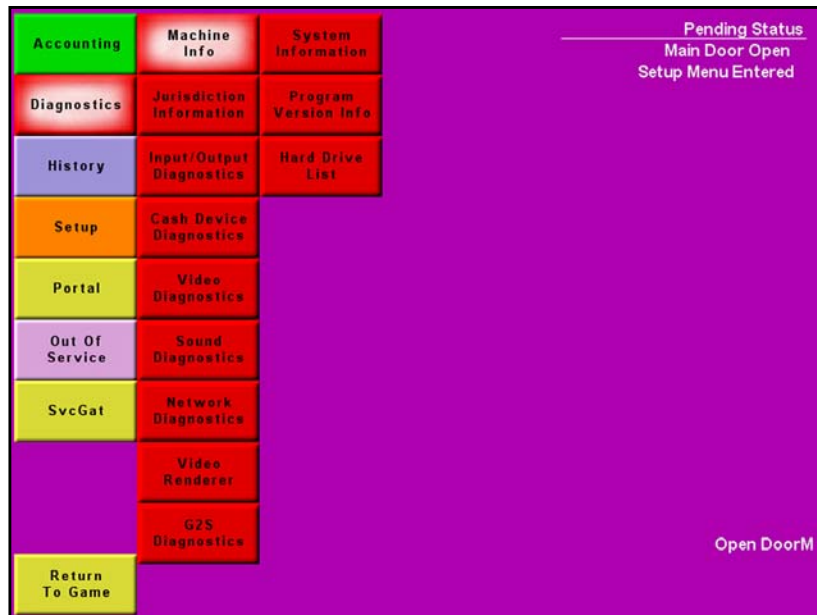 Accounting
Machine
Info
System
Information
Pending Status
Main Door Open
Setup Menu Entered
Diagnostics
Jurisdiction
Information
Program
Version Info
History
Input/Output
Diagnostics
Hard Drive
List
Setup
Cash Device
Diagnostics
Portal
Video
Diagnostics
Out Of
Service
Sound
Diagnostics
SvcGat
Network
Diagnostics
Video
Renderer
G2S
Diagnostics
Open DoorM
Return
To Game